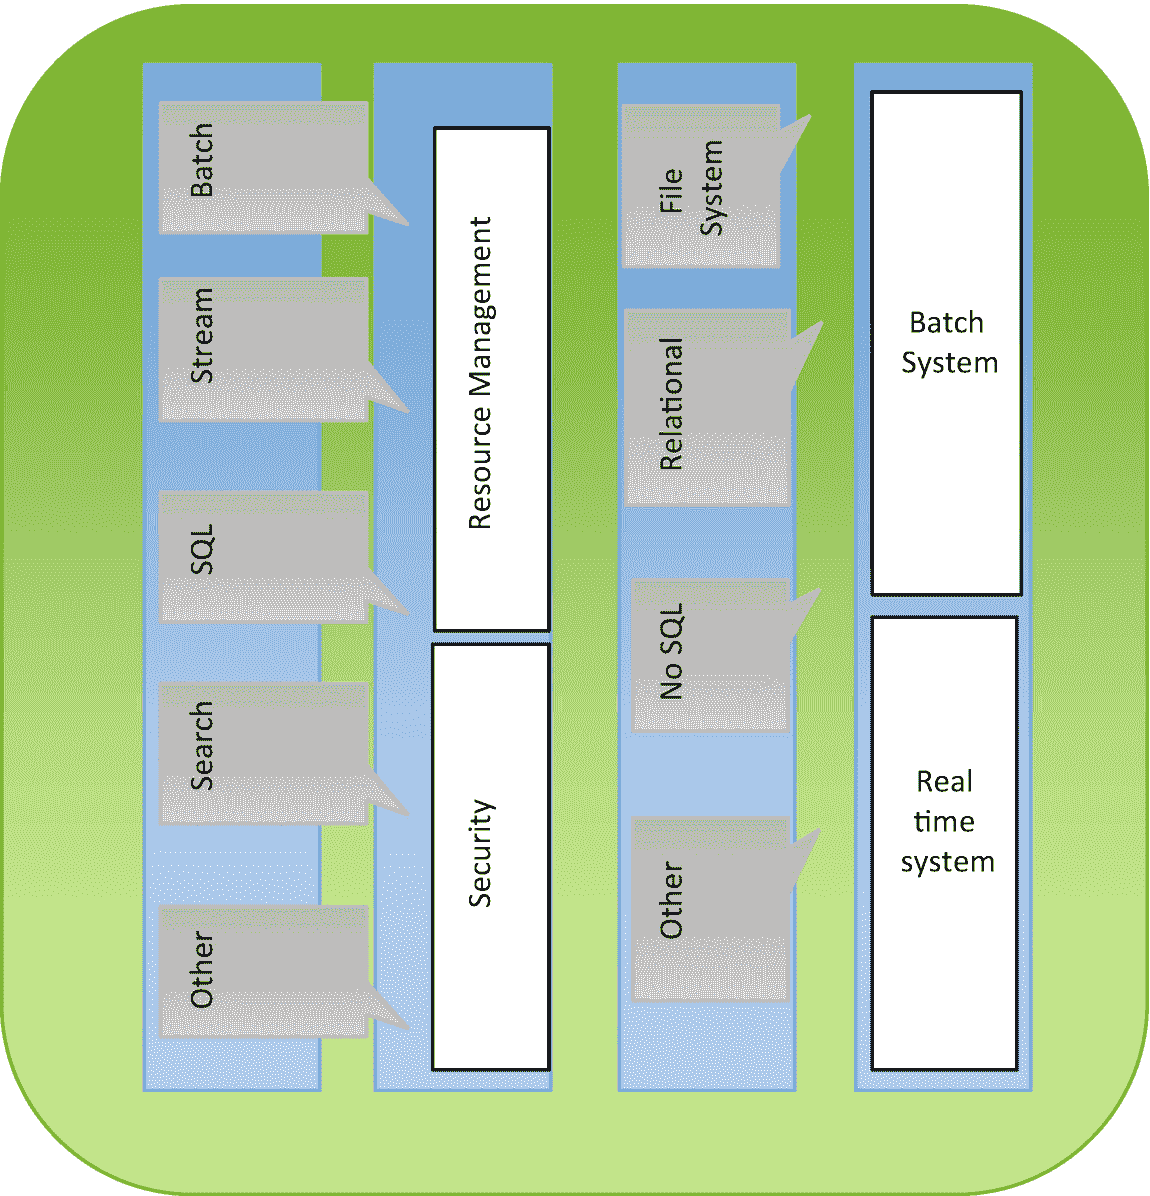 Batch
Stream
SQL
Search
Other
Resource Management
Security
File
System
Relational
No SQL
Other
Batch
System
Real
time
system